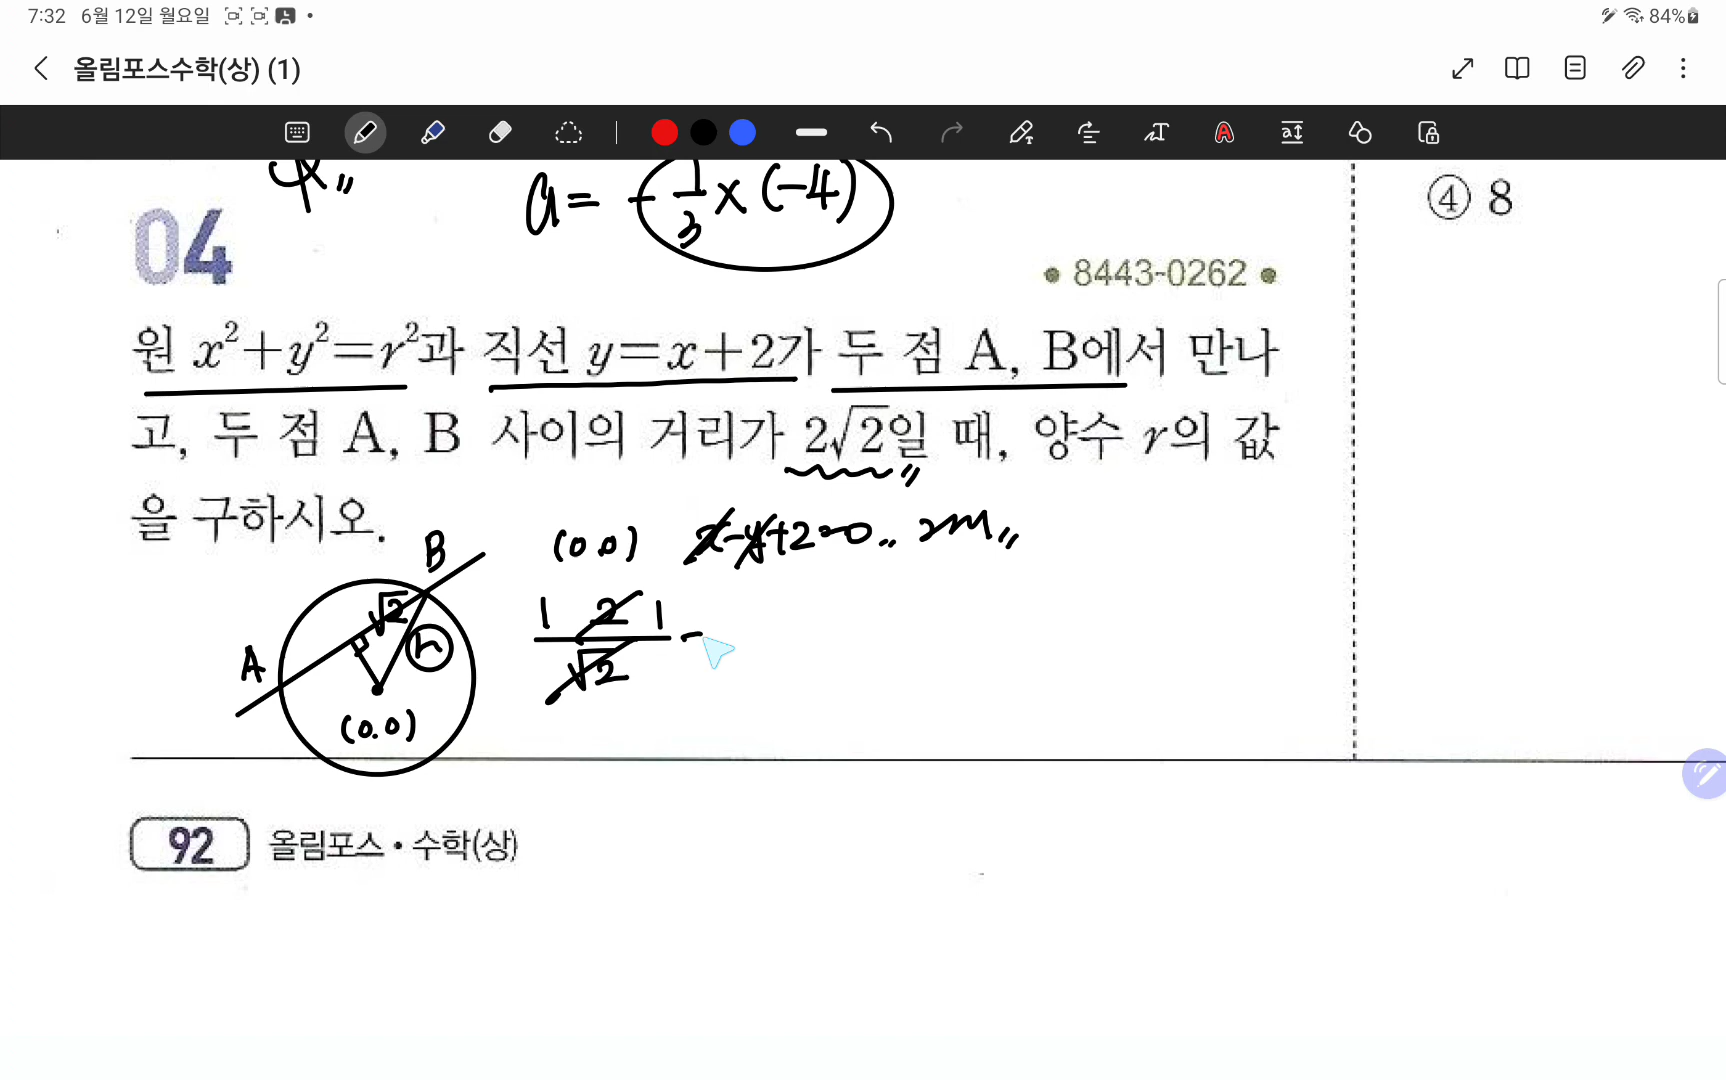 7:32 6월 12일 월요일 84%
올림포스수학(상) (1)
a = -1/3 × (-4)
④ 8
04
8443-0262
원 x²+y²=r²과 직선 y=x+2가 두 점 A, B에서 만나
고, 두 점 A, B 사이의 거리가 2√2일 때, 양수 r의 값
을 구하시오.
(0.0) x-y+2=0
B
√2
A
|2|/√2 =
(0.0)
92 올림포스 • 수학(상)